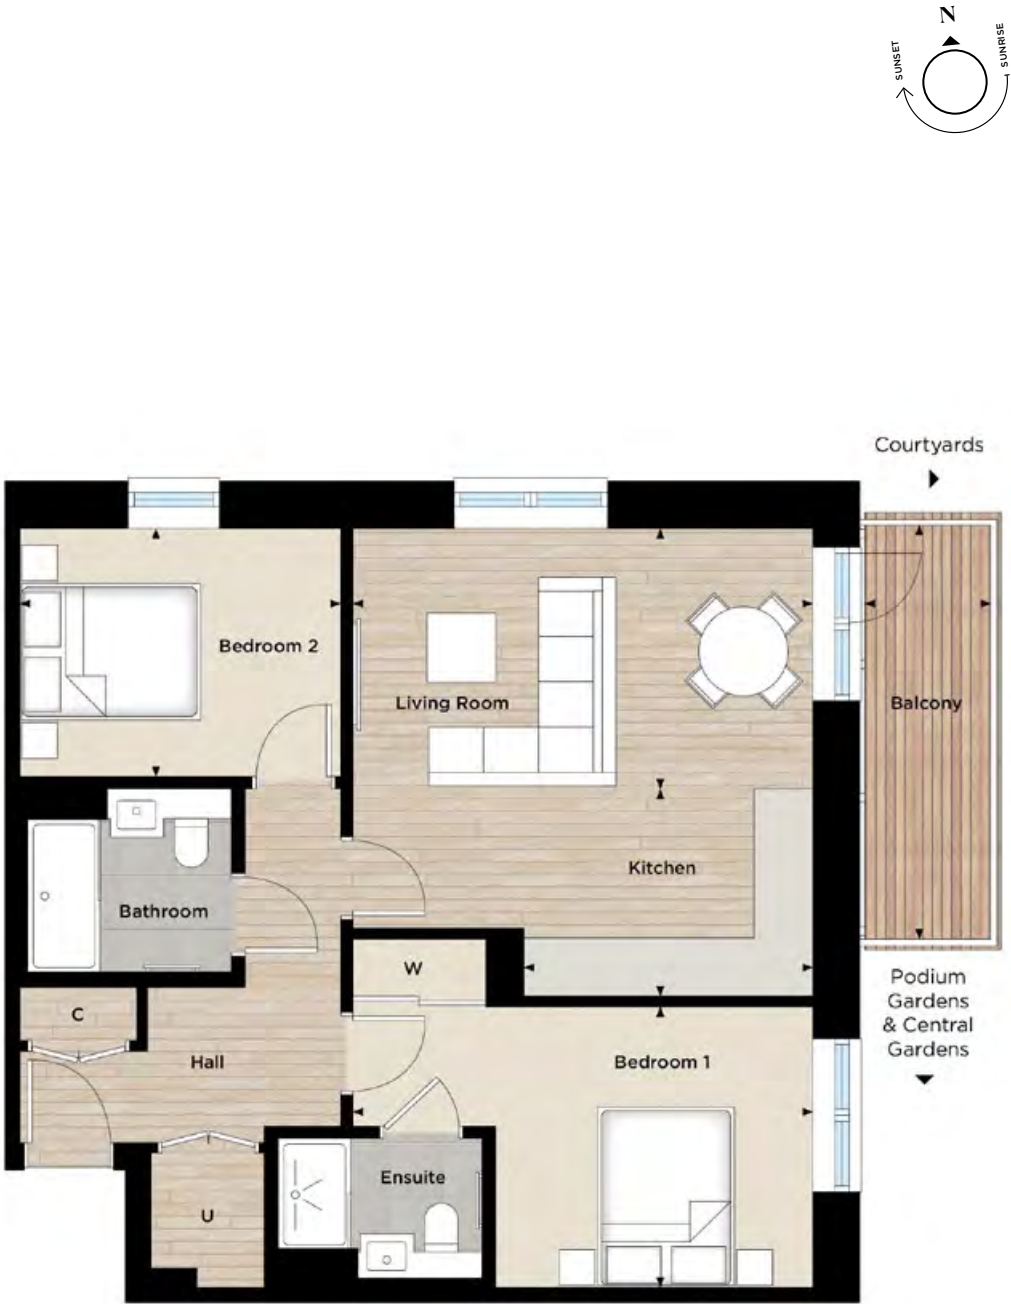 N
SUNSET
SUNRISE
Courtyards
Bedroom 2
Living Room
Balcony
Kitchen
Bathroom
W
Podium
Gardens
& Central
Gardens
C
Hall
Bedroom 1
Ensuite
U